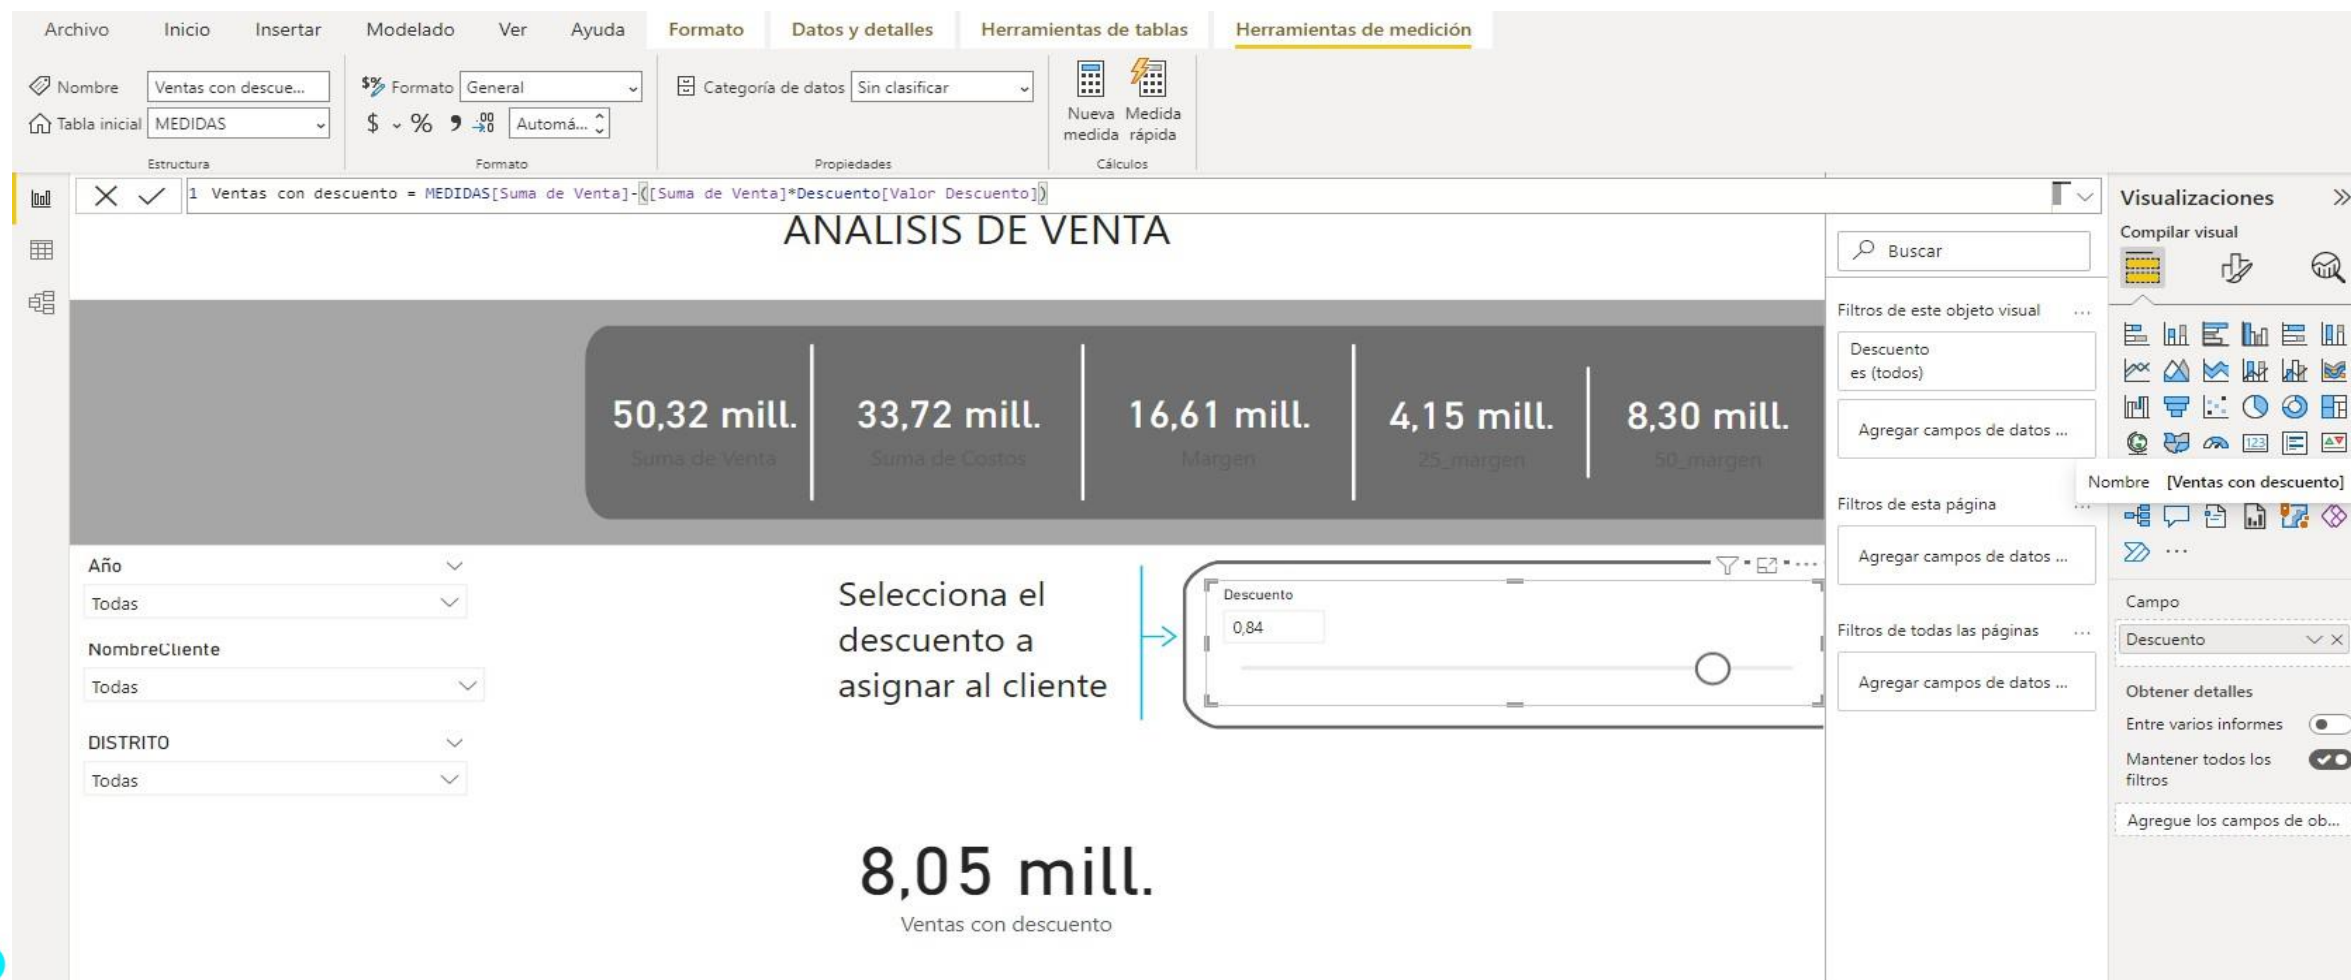 Archivo Inicio Insertar Modelado Ver Ayuda Formato Datos y detalles Herramientas de tablas Herramientas de medición
Nombre Ventas con descue... $% Formato General Categoría de datos Sin clasificar
Tabla inicial MEDIDAS $ % Automá...
Nueva medida
Medida rápida
Estructura Formato Propiedades Cálculos
1 Ventas con descuento = MEDIDAS[Suma de Venta]-([Suma de Venta]*Descuento[Valor Descuento])
ANALISIS DE VENTA
50,32 mill. 33,72 mill. 16,61 mill. 4,15 mill. 8,30 mill.
Suma de Venta Suma de Costos Margen 25_margen 50_margen
Año
Todas
NombreCliente
Todas
DISTRITO
Todas
Selecciona el
descuento a
asignar al cliente
Descuento
0,84
8,05 mill.
Ventas con descuento
Buscar
Filtros de este objeto visual ...
Descuento
es (todos)
Agregar campos de datos ...
Filtros de esta página ...
Agregar campos de datos ...
Filtros de todas las páginas ...
Agregar campos de datos ...
Visualizaciones
Compilar visual
123
Nombre [Ventas con descuento]
...
Campo
Descuento
Obtener detalles
Entre varios informes
Mantener todos los
filtros
Agregue los campos de ob...